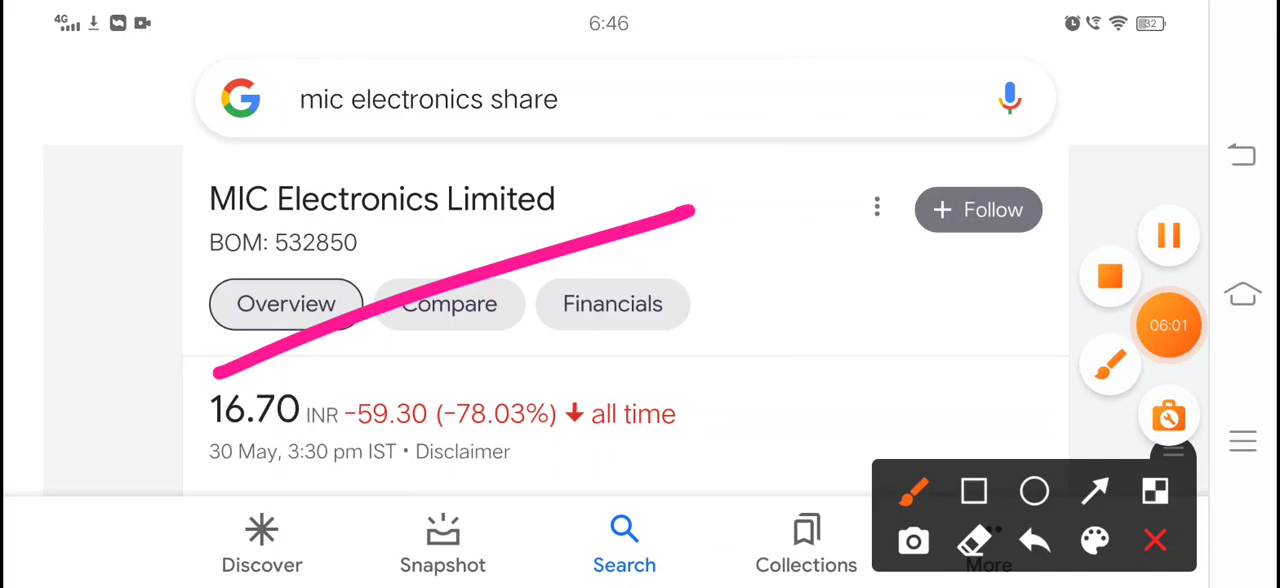 4G 6:46 32
mic electronics share
MIC Electronics Limited
+ Follow
BOM: 532850
Overview Compare Financials
06:01
16.70 INR -59.30 (-78.03%) all time
30 May, 3:30 pm IST • Disclaimer
Discover Snapshot Search Collections More